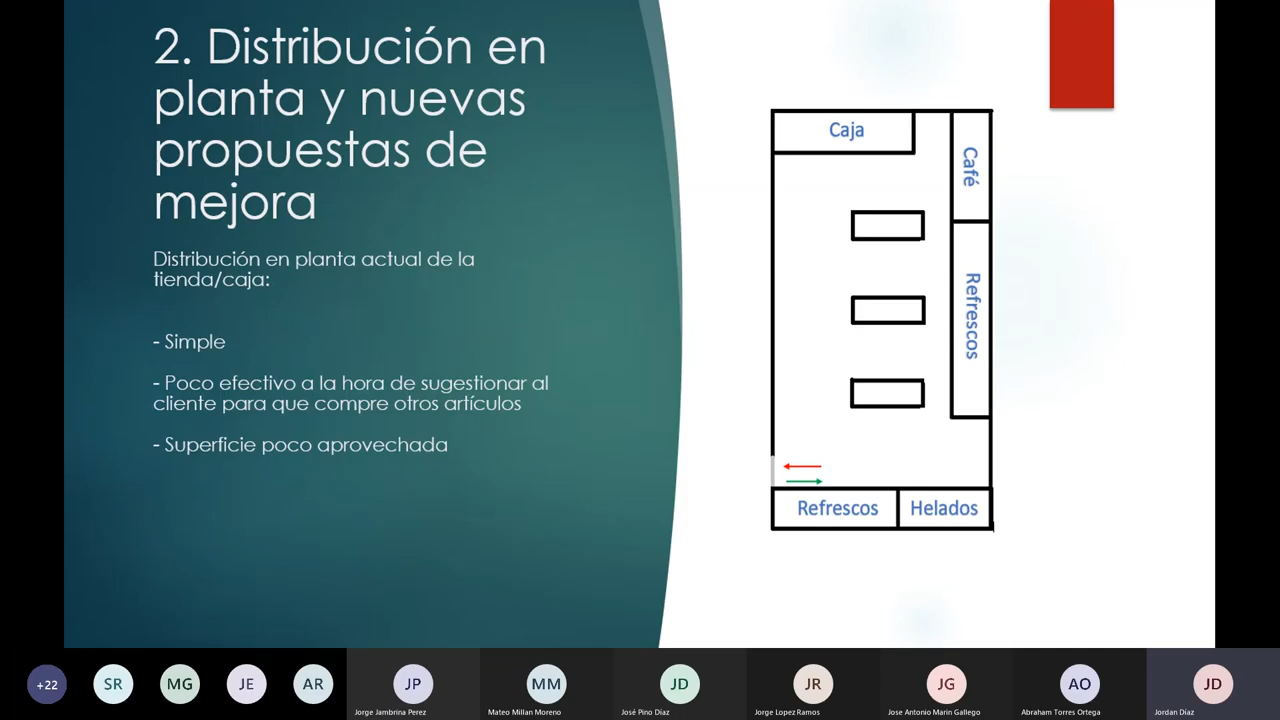 2. Distribución en
planta y nuevas
propuestas de
mejora
Distribución en planta actual de la
tienda/caja:
- Simple
- Poco efectivo a la hora de sugestionar al
cliente para que compre otros artículos
- Superficie poco aprovechada
Caja
Café
Refrescos
Refrescos
Helados
+22
SR
MG
JE
AR
JP
Jorge Jambrina Perez
MM
Mateo Millan Moreno
JD
José Pino Díaz
JR
Jorge Lopez Ramos
JG
Jose Antonio Marin Gallego
AO
Abraham Torres Ortega
JD
Jordan Díaz